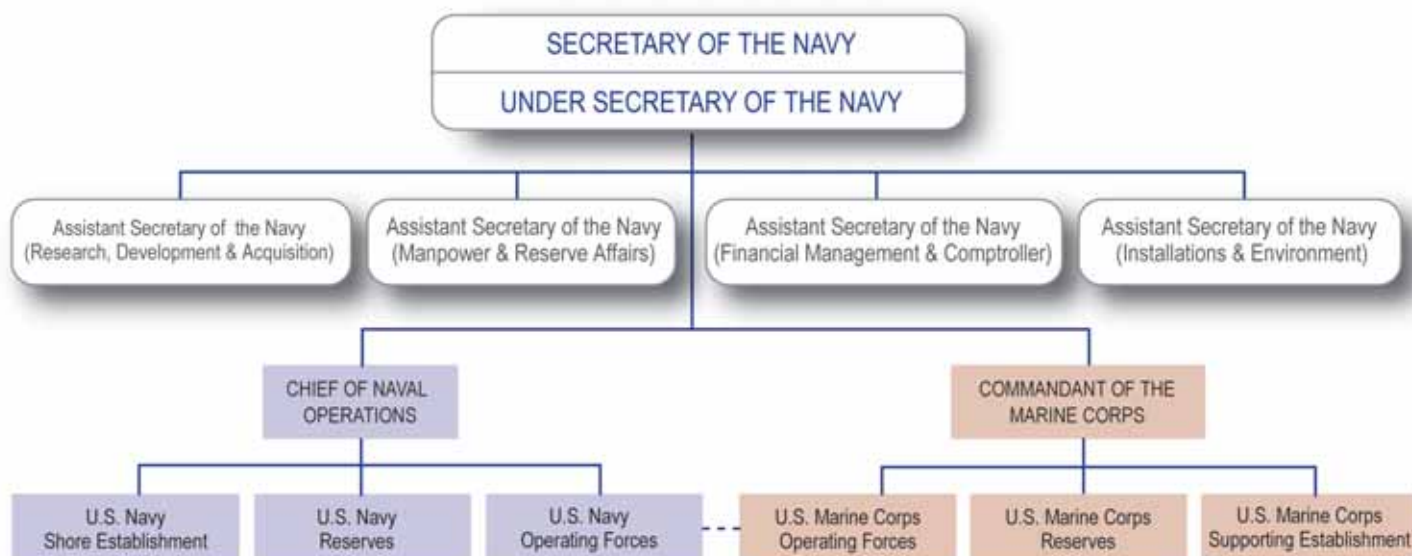 SECRETARY OF THE NAVY
UNDER SECRETARY OF THE NAVY
Assistant Secretary of the Navy
(Research, Development & Acquisition)
Assistant Secretary of the Navy
(Manpower & Reserve Affairs)
Assistant Secretary of the Navy
(Financial Management & Comptroller)
Assistant Secretary of the Navy
(Installations & Environment)
CHIEF OF NAVAL
OPERATIONS
COMMANDANT OF THE
MARINE CORPS
U.S. Navy
Shore Establishment
U.S. Navy
Reserves
U.S. Navy
Operating Forces
U.S. Marine Corps
Operating Forces
U.S. Marine Corps
Reserves
U.S. Marine Corps
Supporting Establishment